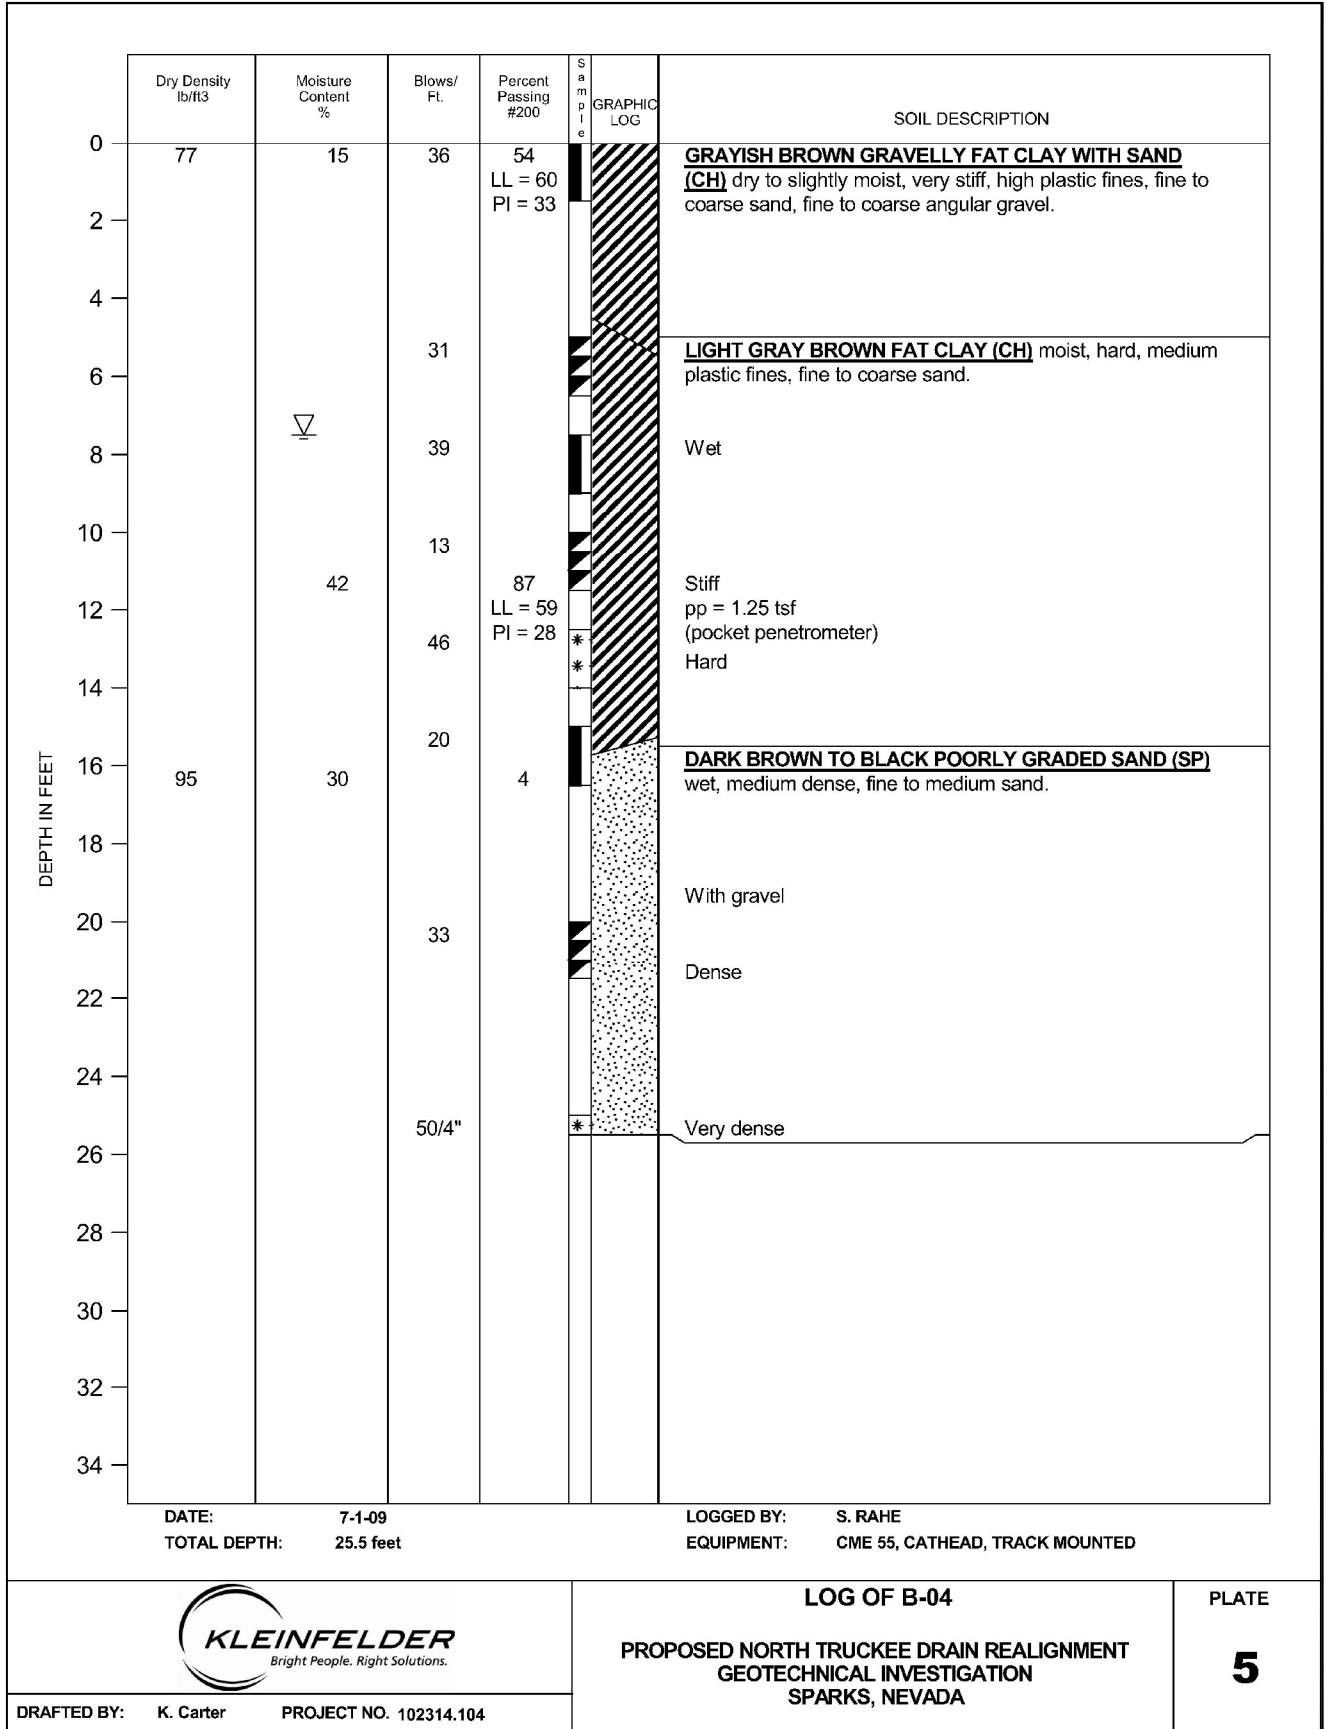 Dry Density
lb/ft3
Moisture
Content
%
Blows/
Ft.
Percent
Passing
#200
Sample
GRAPHIC
LOG
SOIL DESCRIPTION
DEPTH IN FEET
0
77 15 36 54
LL = 60
PI = 33
GRAYISH BROWN GRAVELLY FAT CLAY WITH SAND
(CH) dry to slightly moist, very stiff, high plastic fines, fine to
coarse sand, fine to coarse angular gravel.
2
4
31
LIGHT GRAY BROWN FAT CLAY (CH) moist, hard, medium
plastic fines, fine to coarse sand.
6
8
39
Wet
10
13
42 87
LL = 59
PI = 28
Stiff
pp = 1.25 tsf
(pocket penetrometer)
12
46
Hard
14
20
16
95 30 4
DARK BROWN TO BLACK POORLY GRADED SAND (SP)
wet, medium dense, fine to medium sand.
18
With gravel
20
33
Dense
22
24
50/4"
Very dense
26
28
30
32
34
DATE: 7-1-09
TOTAL DEPTH: 25.5 feet
LOGGED BY: S. RAHE
EQUIPMENT: CME 55, CATHEAD, TRACK MOUNTED
KLEINFELDER
Bright People. Right Solutions.
DRAFTED BY: K. Carter PROJECT NO. 102314.104
LOG OF B-04
PROPOSED NORTH TRUCKEE DRAIN REALIGNMENT
GEOTECHNICAL INVESTIGATION
SPARKS, NEVADA
PLATE
5